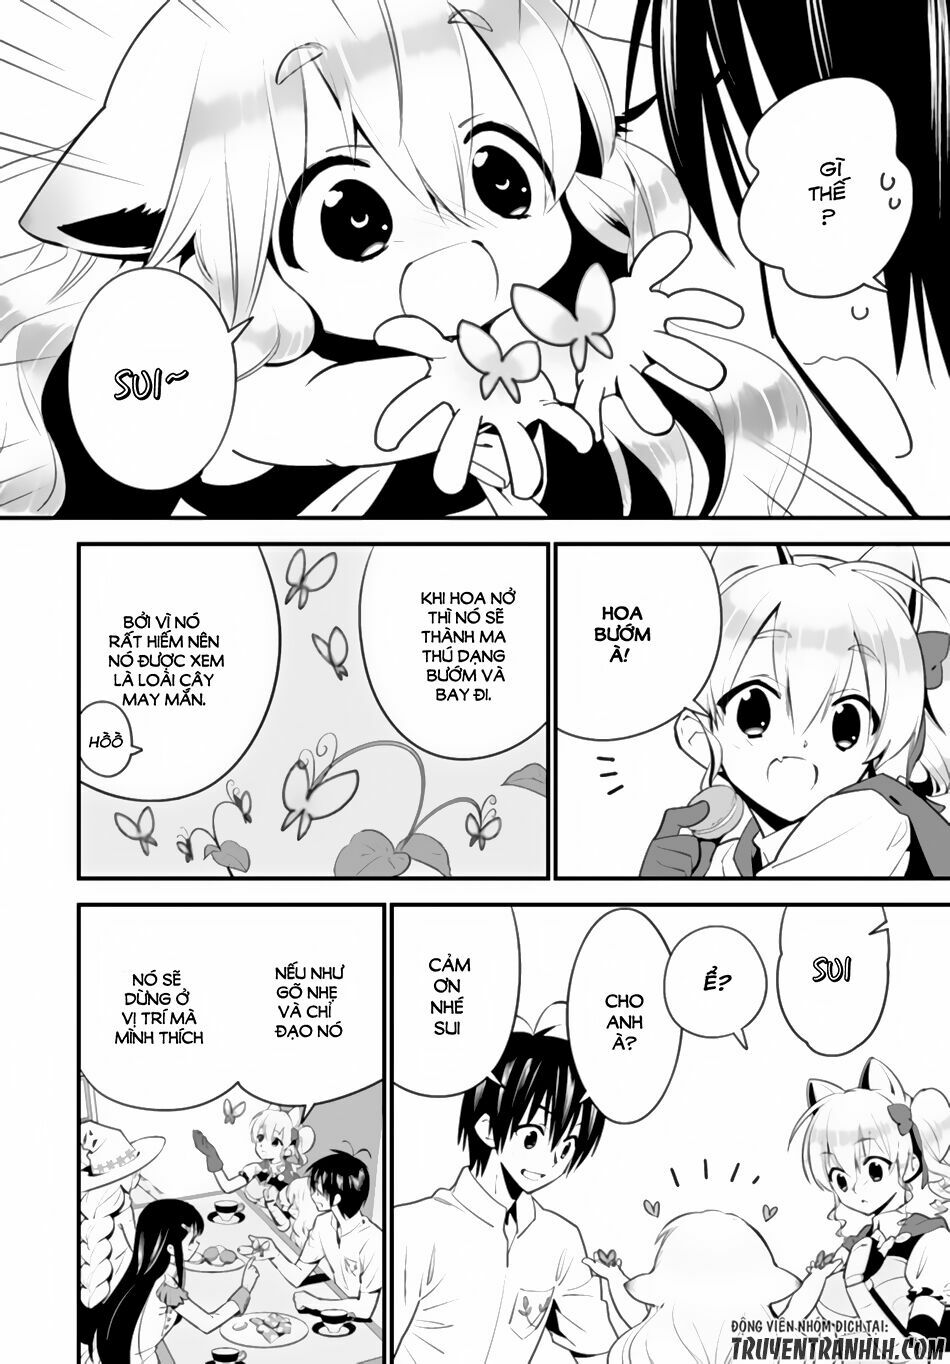 GÌ
THẾ
?
SUI~
HOA
BƯỚM
À!
KHI HOA NỞ
THÌ NÓ SẼ
THÀNH MA
THÚ DẠNG
BƯỚM VÀ
BAY ĐI.
BỞI VÌ NÓ
RẤT HIẾM NÊN
NÓ ĐƯỢC XEM
LÀ LOẢI CÂY
MAY MẮN.
HỒỒ
SUI
Ể?
CHO
ANH
À?
CẢM
ƠN
NHÉ
SUI
NẾU NHƯ
GÕ NHẸ
VÀ CHỈ
ĐẠO NÓ
NÓ SẼ
DỪNG Ở
VỊ TRÍ MÀ
MÌNH THÍCH
ĐỘNG VIÊN NHÓM DỊCH TẠI:
TRUYENTRANHLH.COM